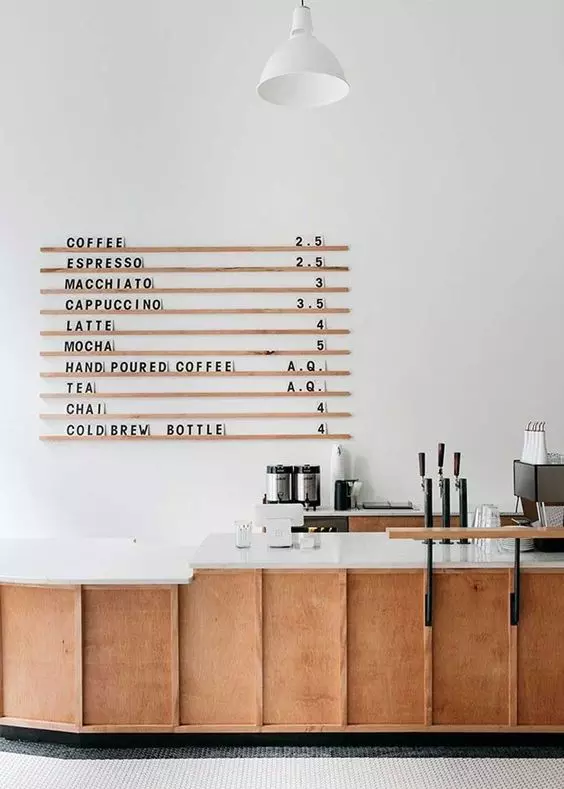 COFFEE 2.5
ESPRESSO 2.5
MACCHIATO 3
CAPPUCCINO 3.5
LATTE 4
MOCHA 5
HAND POURED COFFEE A.Q.
TEA A.Q.
CHAI 4
COLD BREW BOTTLE 4